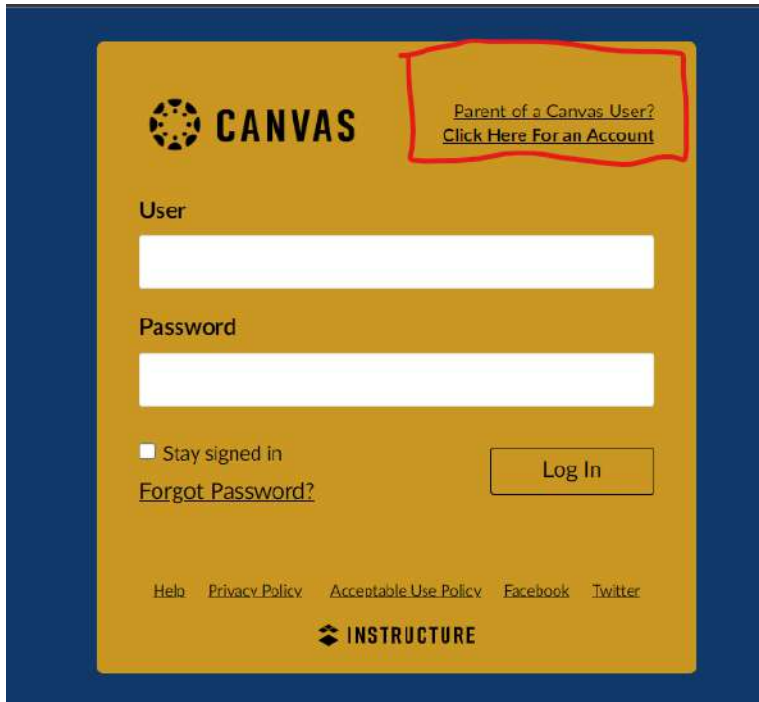 CANVAS
Parent of a Canvas User?
Click Here For an Account
User
Password
Stay signed in
Log In
Forgot Password?
Help Privacy Policy Acceptable Use Policy Facebook Twitter
INSTRUCTURE